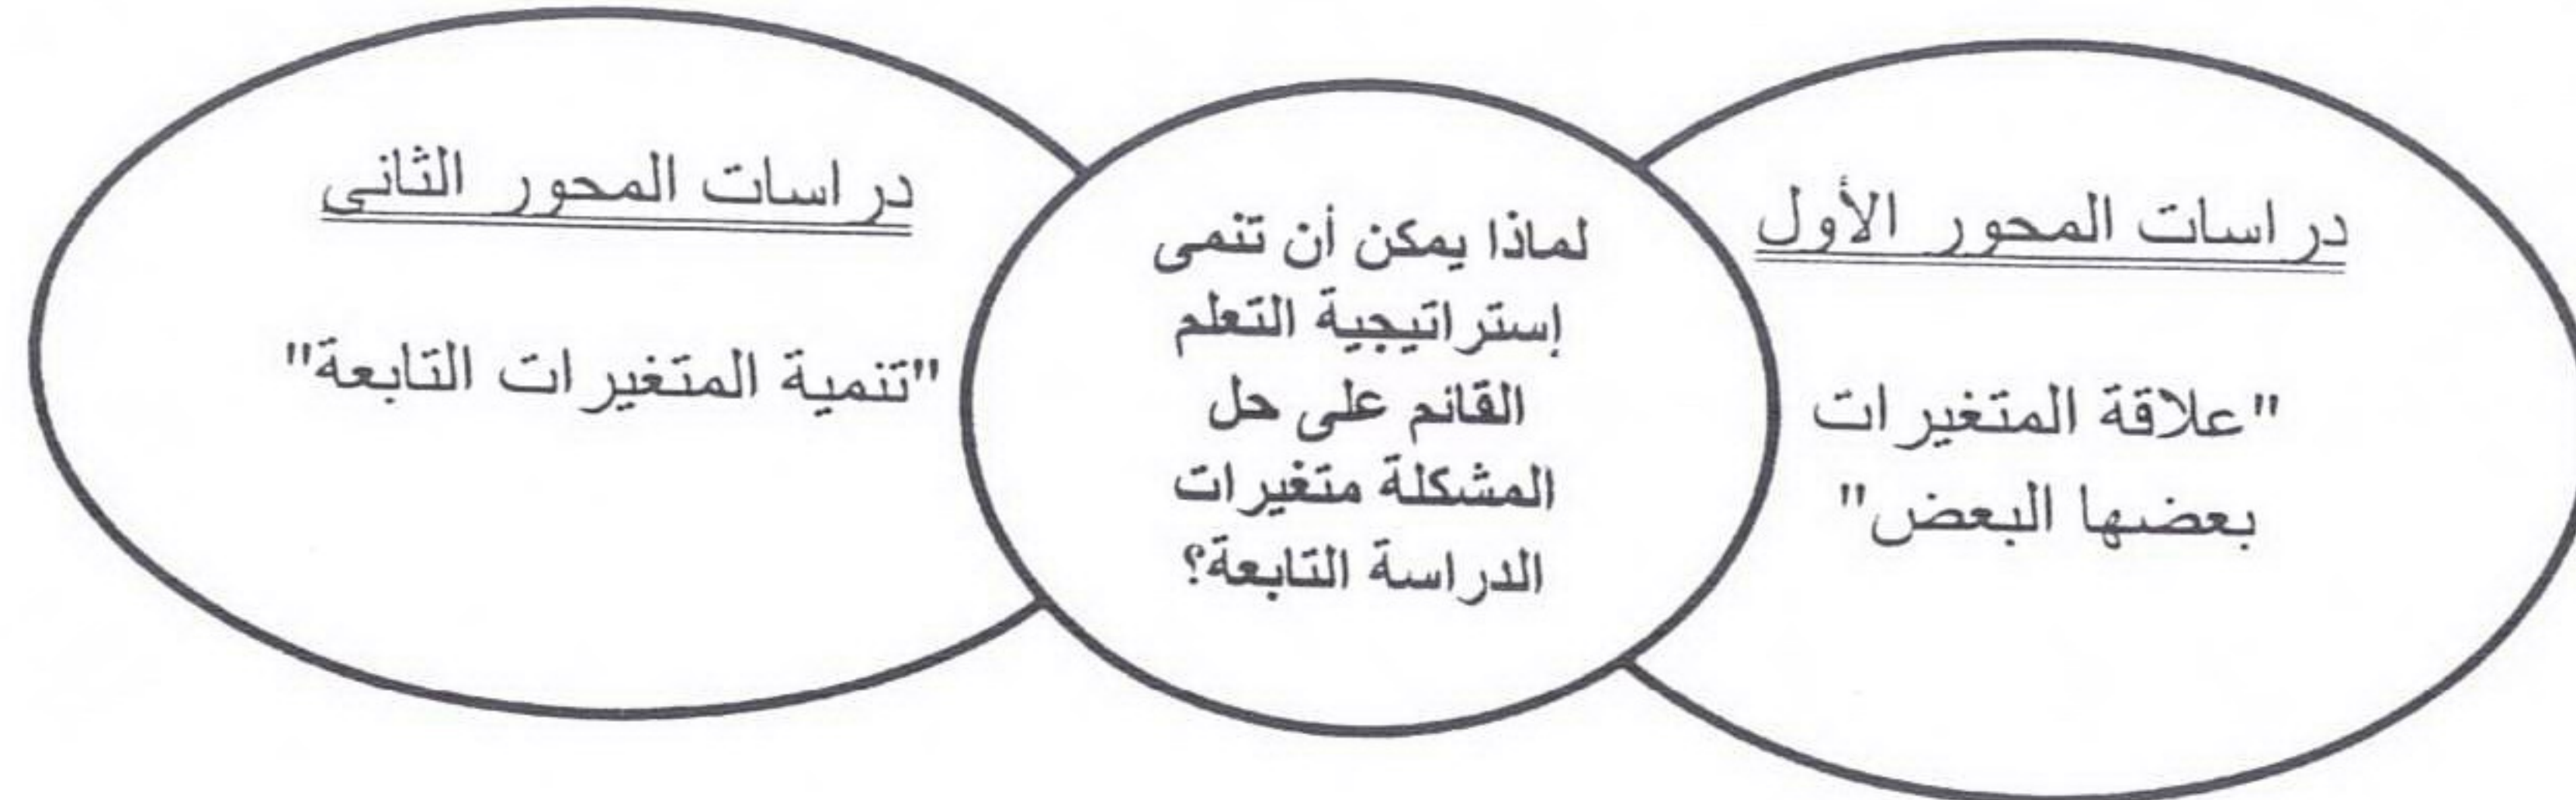 دراسات المحور الأول
"علاقة المتغيرات
بعضها البعض"
لماذا يمكن أن تنمى
إستراتيجية التعلم
القائم على حل
المشكلة متغيرات
الدراسة التابعة؟
دراسات المحور الثانى
"تنمية المتغيرات التابعة"